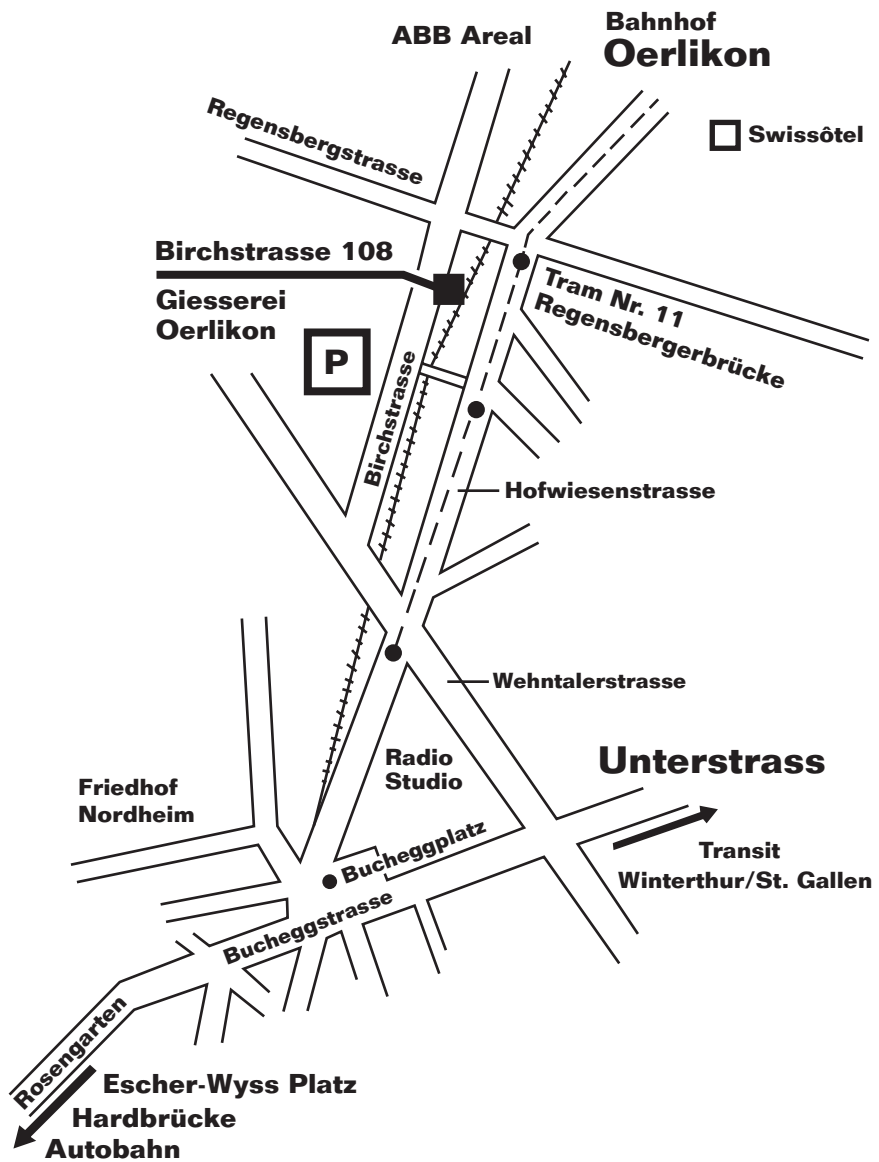 ABB Areal
Bahnhof
Oerlikon
Swissôtel
Regensbergstrasse
Birchstrasse 108
Giesserei
Oerlikon
P
Tram Nr. 11
Regensbergerbrücke
Birchstrasse
Hofwiesenstrasse
Wehntalerstrasse
Radio
Studio
Unterstrass
Friedhof
Nordheim
Bucheggplatz
Transit
Winterthur/St. Gallen
Bucheggstrasse
Rosengarten
Escher-Wyss Platz
Hardbrücke
Autobahn